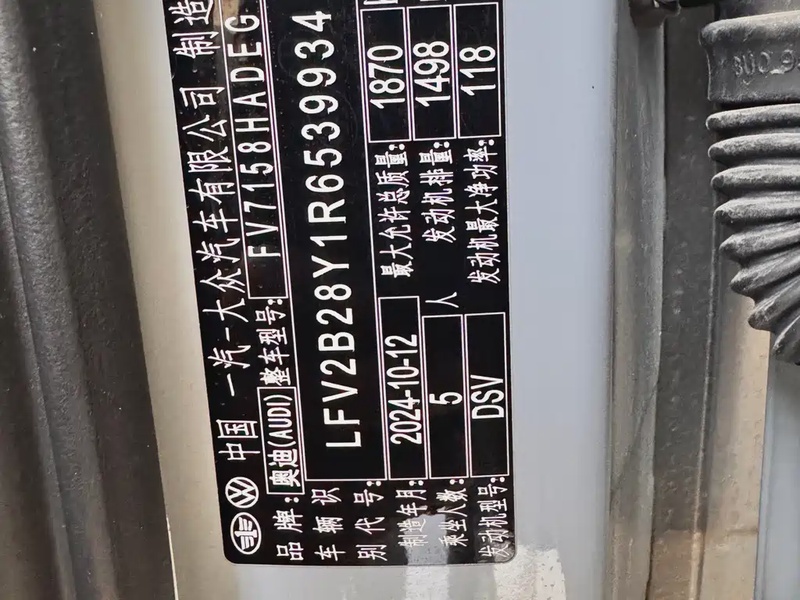 中国 一汽-大众汽车有限公司 制造
品牌: 奥迪(AUDI) 整车型号: FV7158HADEG
车辆识别代号: LFV2B28Y1R6539934
制造年月: 2024-10-12 最大允许总质量: 1870
乘坐人数: 5 人 发动机排量: 1498
发动机型号: DSV 发动机最大净功率: 118